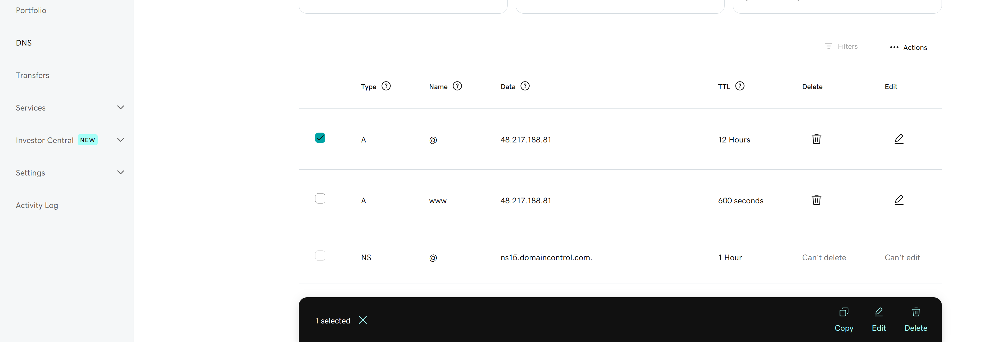 Portfolio
DNS
Transfers
Services
Investor Central NEW
Settings
Activity Log
Filters
Actions
Type Name Data TTL Delete Edit
A @ 48.217.188.81 12 Hours
A www 48.217.188.81 600 seconds
NS @ ns15.domaincontrol.com. 1 Hour Can't delete Can't edit
1 selected
Copy Edit Delete